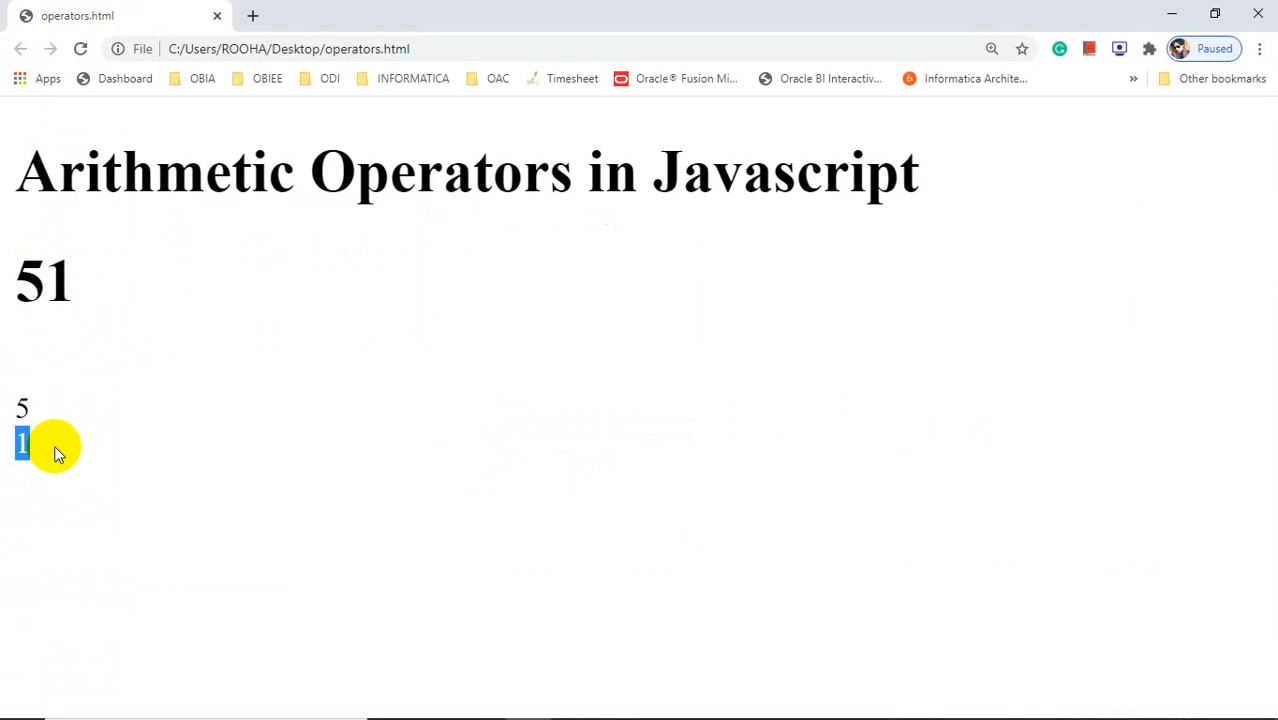 operators.html
File C:/Users/ROOHA/Desktop/operators.html Paused
Apps Dashboard OBIA OBIEE ODI INFORMATICA OAC Timesheet Oracle® Fusion Mi... Oracle BI Interactiv... Informatica Archite... » Other bookmarks
Arithmetic Operators in Javascript
51
5
1